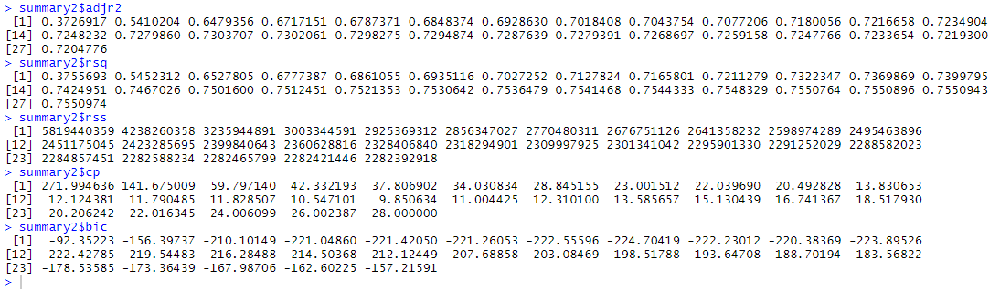 > summary2$adjr2
[1] 0.3726917 0.5410204 0.6479356 0.6717151 0.6787371 0.6848374 0.6928630 0.7018408 0.7043754 0.7077206 0.7180056 0.7216658 0.7234904
[14] 0.7248232 0.7279860 0.7303707 0.7302061 0.7298275 0.7294874 0.7287639 0.7279391 0.7268697 0.7259158 0.7247766 0.7233654 0.7219300
[27] 0.7204776
> summary2$rsq
[1] 0.3755693 0.5452312 0.6527805 0.6777387 0.6861055 0.6935116 0.7027252 0.7127824 0.7165801 0.7211279 0.7322347 0.7369869 0.7399795
[14] 0.7424951 0.7467026 0.7501600 0.7512451 0.7521353 0.7530642 0.7536479 0.7541468 0.7544333 0.7548329 0.7550764 0.7550896 0.7550943
[27] 0.7550974
> summary2$rss
[1] 5819440359 4238260358 3235944891 3003344591 2925369312 2856347027 2770480311 2676751126 2641358232 2598974289 2495463896
[12] 2451175045 2423285695 2399840643 2360628816 2328406840 2318294901 2309997925 2301341042 2295901330 2291252029 2288582023
[23] 2284857451 2282588234 2282465799 2282421446 2282392918
> summary2$cp
[1] 271.994636 141.675009 59.797140 42.332193 37.806902 34.030834 28.845155 23.001512 22.039690 20.492828 13.830653
[12] 12.124381 11.790485 11.828507 10.547101 9.850634 11.004425 12.310100 13.585657 15.130439 16.741367 18.517930
[23] 20.206242 22.016345 24.006099 26.002387 28.000000
> summary2$bic
[1] -92.35223 -156.39737 -210.10149 -221.04860 -221.42050 -221.26053 -222.55596 -224.70419 -222.23012 -220.38369 -223.89526
[12] -222.42785 -219.54483 -216.28488 -214.50368 -212.12449 -207.68858 -203.08469 -198.51788 -193.64708 -188.70194 -183.56822
[23] -178.53585 -173.36439 -167.98706 -162.60225 -157.21591
>